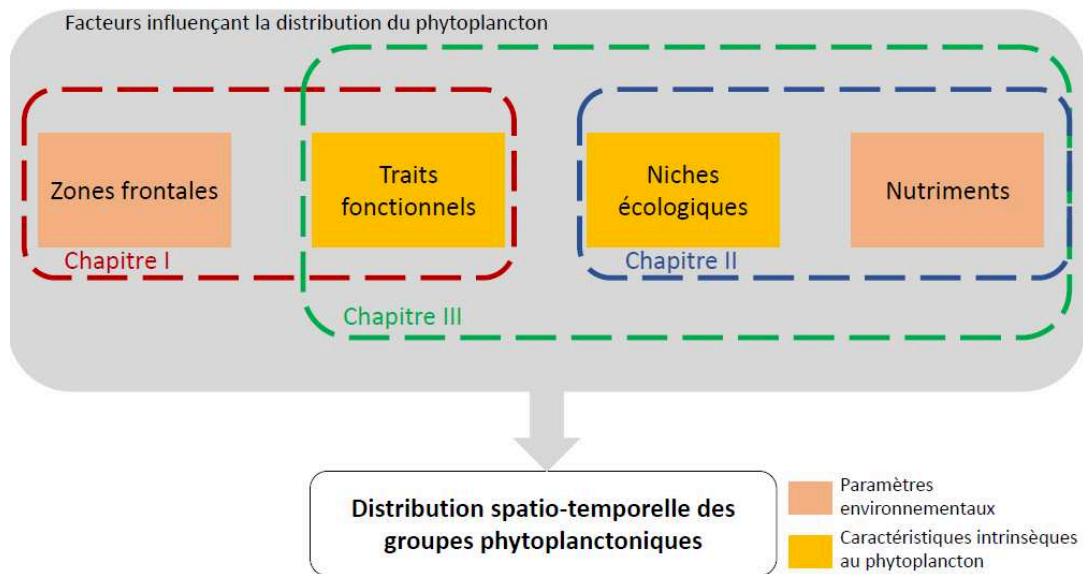 Facteurs influençant la distribution du phytoplancton
Zones frontales
Traits
fonctionnels
Niches
écologiques
Nutriments
Chapitre I
Chapitre II
Chapitre III
Distribution spatio-temporelle des
groupes phytoplanctoniques
Paramètres
environnementaux
Caractéristiques intrinsèques
au phytoplancton